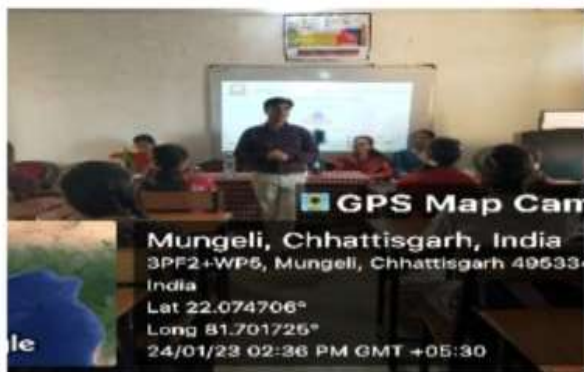 GPS Map Cam
Mungeli, Chhattisgarh, India
3PF2+WP5, Mungeli, Chhattisgarh 495334
India
Lat 22.074706°
Long 81.701725°
24/01/23 02:36 PM GMT +05:30
gle